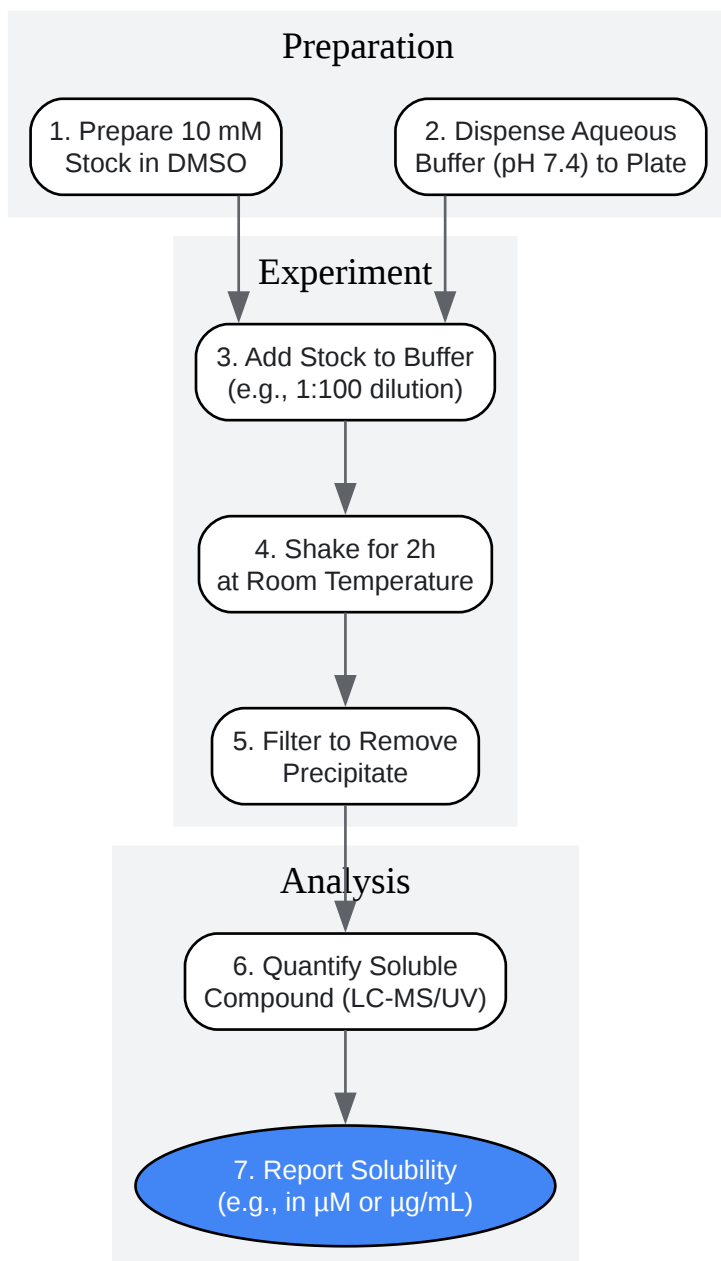 Preparation
1. Prepare 10 mM
Stock in DMSO
2. Dispense Aqueous
Buffer (pH 7.4) to Plate
Experiment
3. Add Stock to Buffer
(e.g., 1:100 dilution)
4. Shake for 2h
at Room Temperature
5. Filter to Remove
Precipitate
Analysis
6. Quantify Soluble
Compound (LC-MS/UV)
7. Report Solubility
(e.g., in µM or µg/mL)